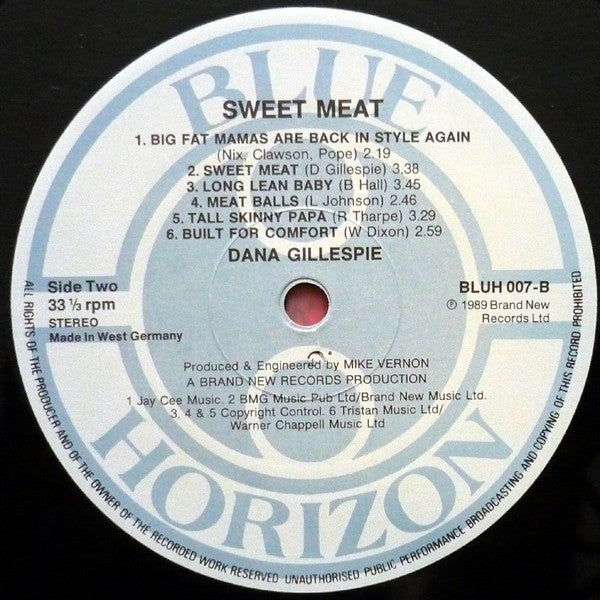 BLUE
SWEET MEAT
1. BIG FAT MAMAS ARE BACK IN STYLE AGAIN
(Nix, Clawson, Pope) 2.19
2. SWEET MEAT (D Gillespie) 3.38
3. LONG LEAN BABY (B Hall) 3.45
4. MEAT BALLS (L Johnson) 2.46
5. TALL SKINNY PAPA (R Tharpe) 3.29
6. BUILT FOR COMFORT (W Dixon) 2.59
DANA GILLESPIE
Side Two
33 ⅓ rpm
STEREO
Made in West Germany
BLUH 007-B
℗ 1989 Brand New
Records Ltd
Produced & Engineered by MIKE VERNON
A BRAND NEW RECORDS PRODUCTION
1 Jay Cee Music. 2 BMG Music Pub Ltd/Brand New Music Ltd.
3, 4 & 5 Copyright Control. 6 Tristan Music Ltd/
Warner Chappell Music Ltd
HORIZON
ALL RIGHTS OF THE PRODUCER AND OF THE OWNER OF THE RECORDED WORK RESERVED UNAUTHORISED PUBLIC PERFORMANCE BROADCASTING AND COPYING OF THIS RECORD PROHIBITED